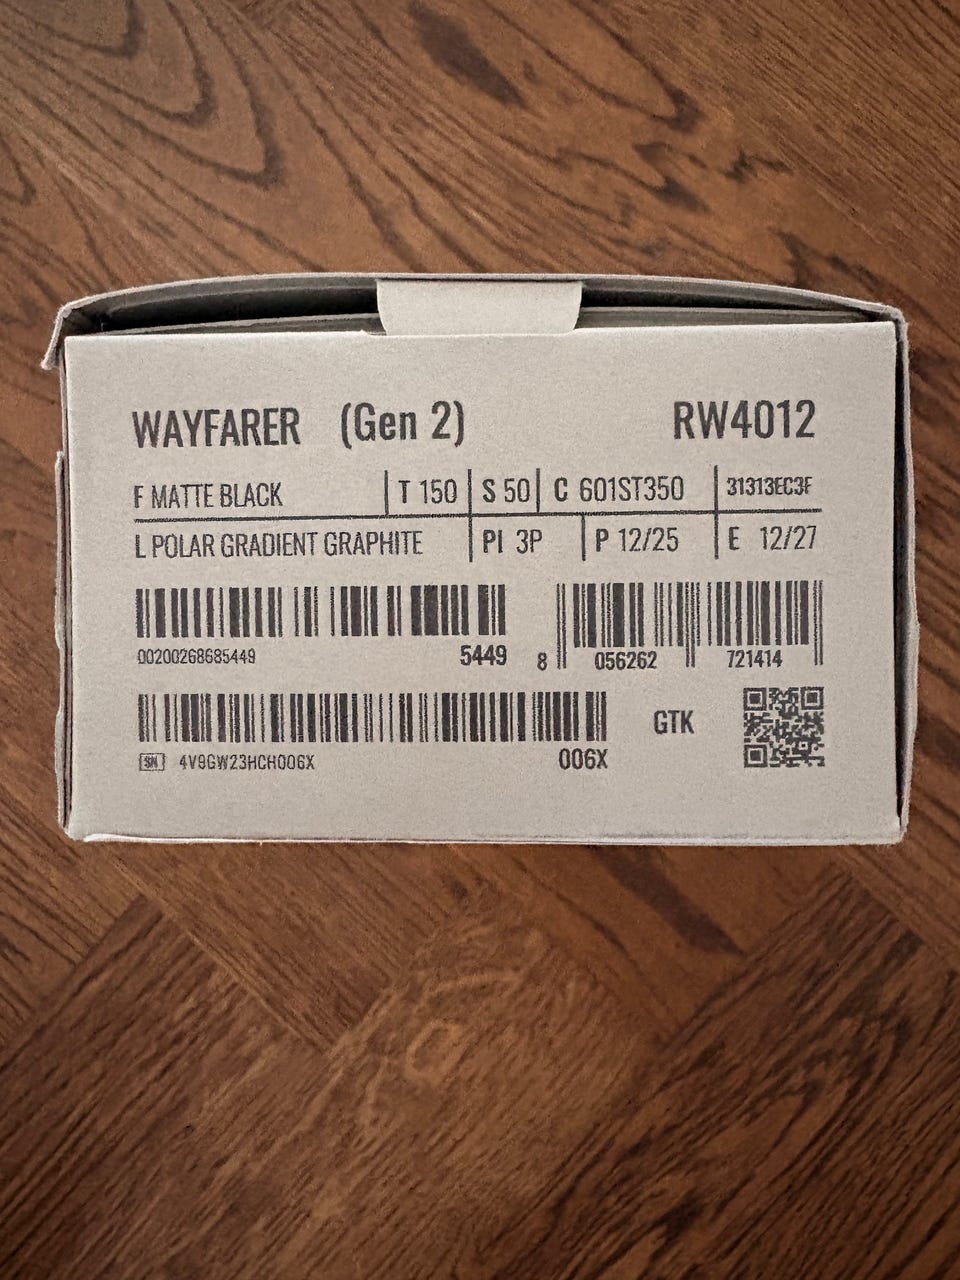 WAYFARER (Gen 2) RW4012
F MATTE BLACK T 150 S 50 C 601ST350 31313EC3F
L POLAR GRADIENT GRAPHITE PI 3P P 12/25 E 12/27
00200268685449 5449 8 056262 721414
SN 4V9GW23HCH006X 006X GTK